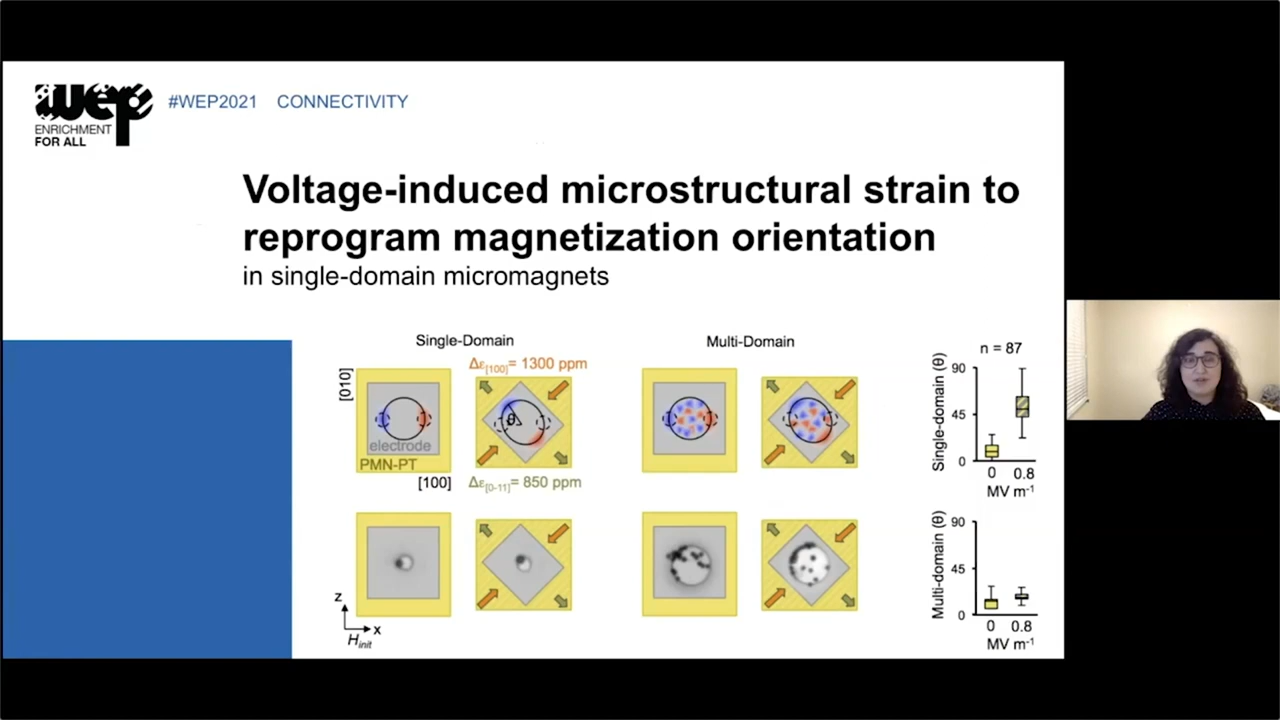 wep
ENRICHMENT
FOR ALL
#WEP2021 CONNECTIVITY
Voltage-induced microstructural strain to
reprogram magnetization orientation
in single-domain micromagnets
Single-Domain
Δε[100]= 1300 ppm
[010]
θ
electrode
PMN-PT
[100]
Δε[0-11]= 850 ppm
z
x
Hinit
Multi-Domain
n = 87
Single-domain (θ)
90
45
0
0 0.8
MV m-1
Multi-domain (θ)
90
45
0
0 0.8
MV m-1